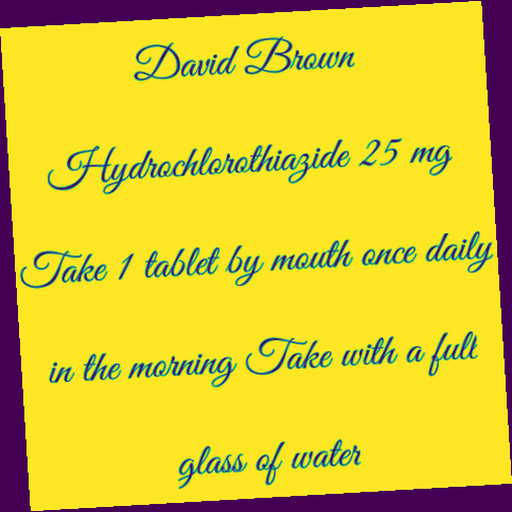 David Brown
Hydrochlorothiazide 25 mg
Take 1 tablet by mouth once daily
in the morning Take with a full
glass of water